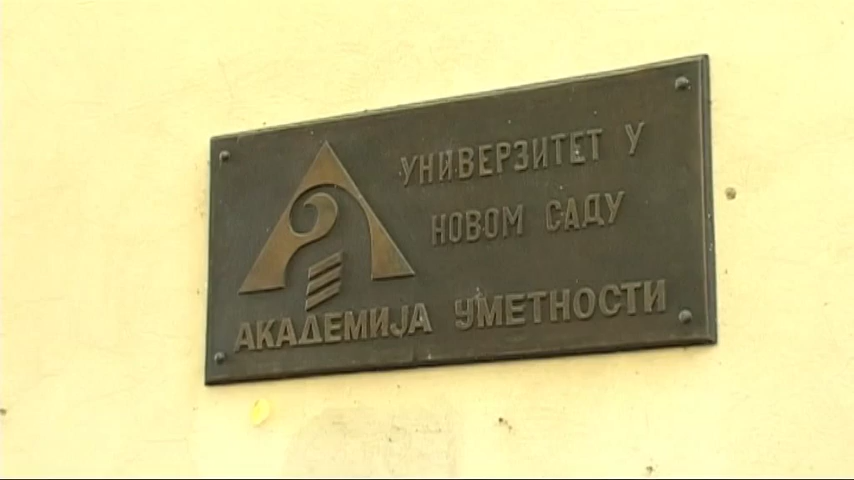 УНИВЕРЗИТЕТ У
НОВОМ САДУ
АКАДЕМИЈА УМЕТНОСТИ